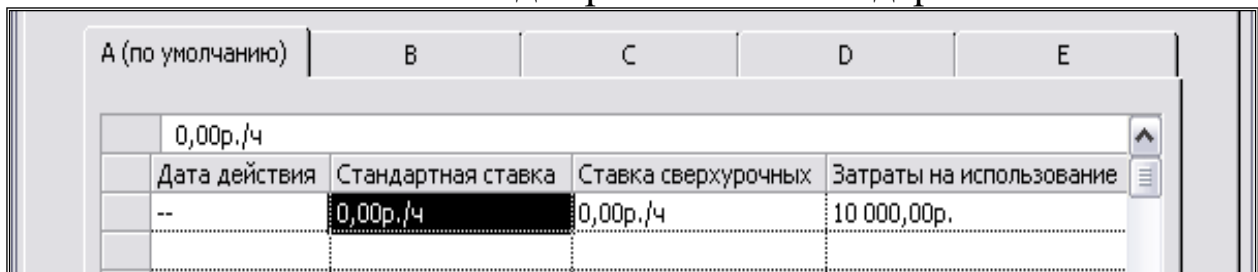 А (по умолчанию) B C D E
0,00р./ч
Дата действия Стандартная ставка Ставка сверхурочных Затраты на использование
-- 0,00р./ч 0,00р./ч 10 000,00р.